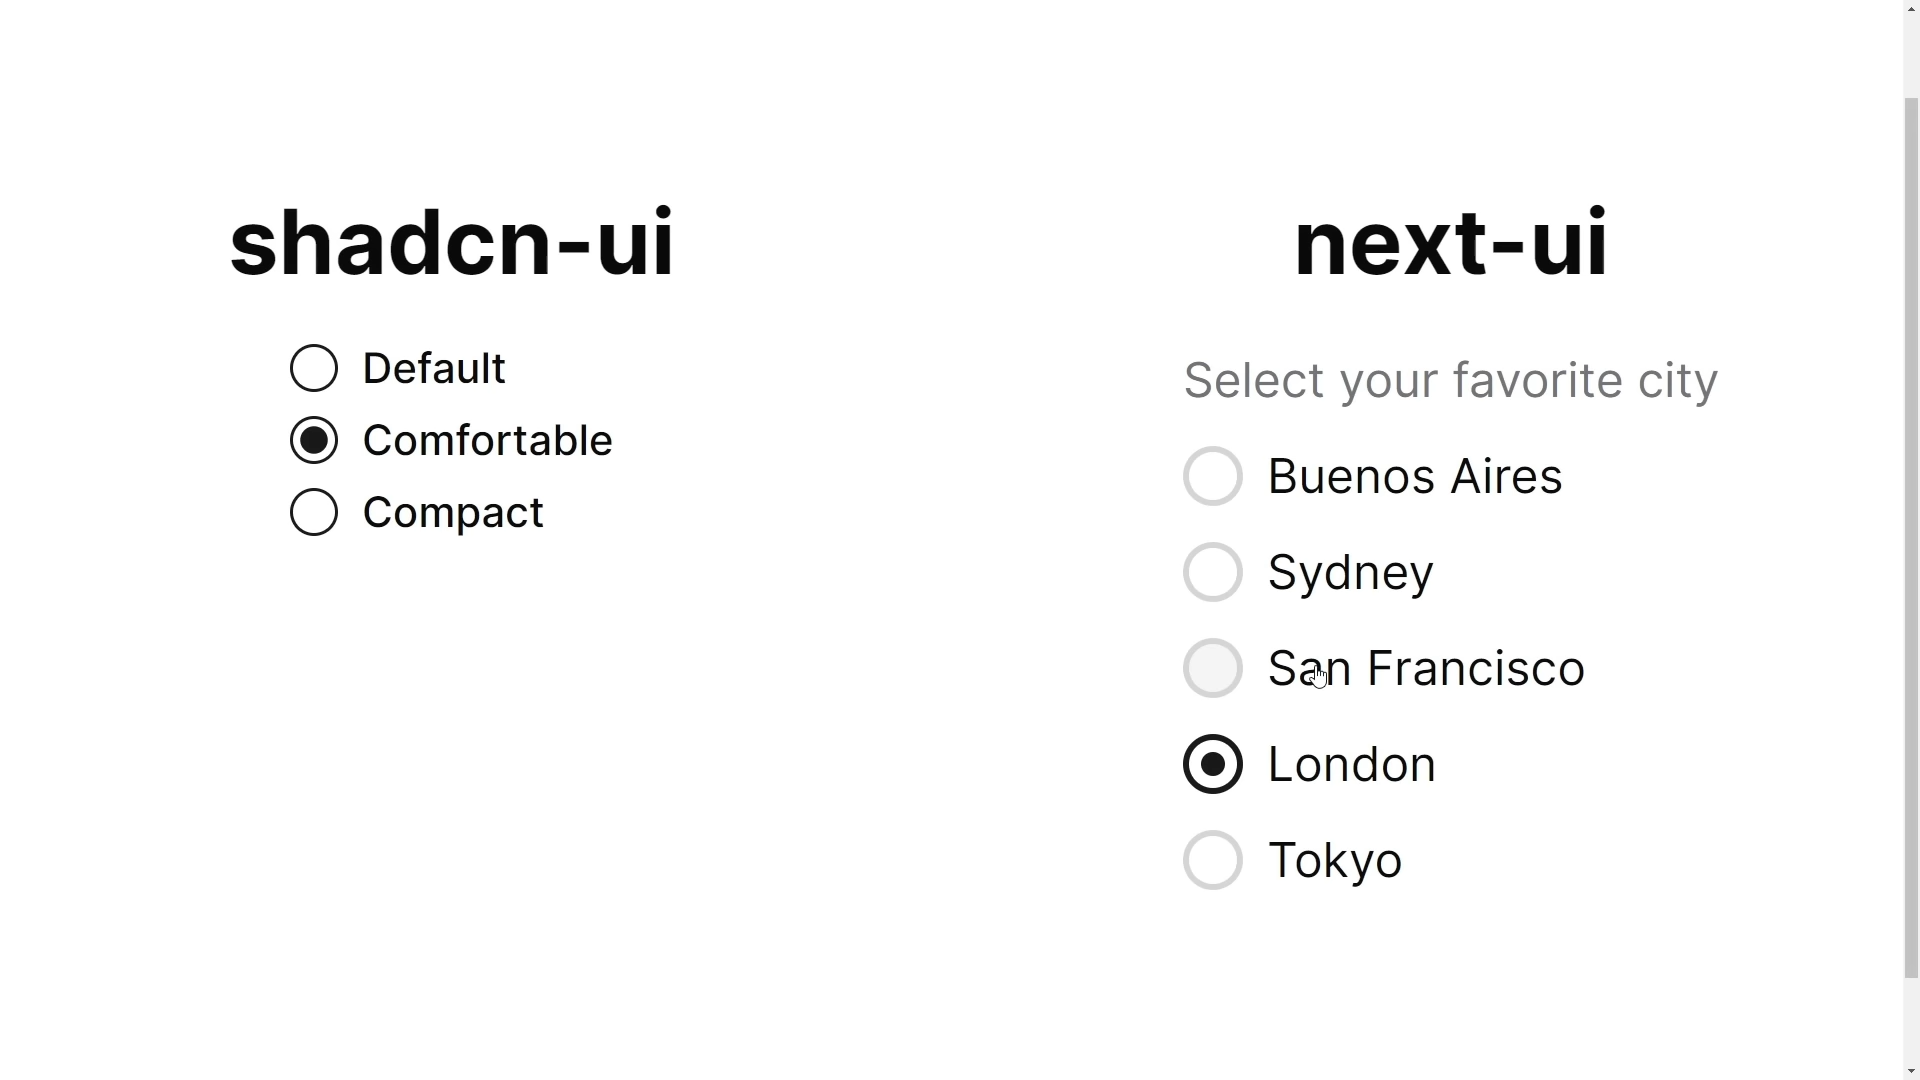 shadcn-ui
Default
Comfortable
Compact
next-ui
Select your favorite city
Buenos Aires
Sydney
San Francisco
London
Tokyo